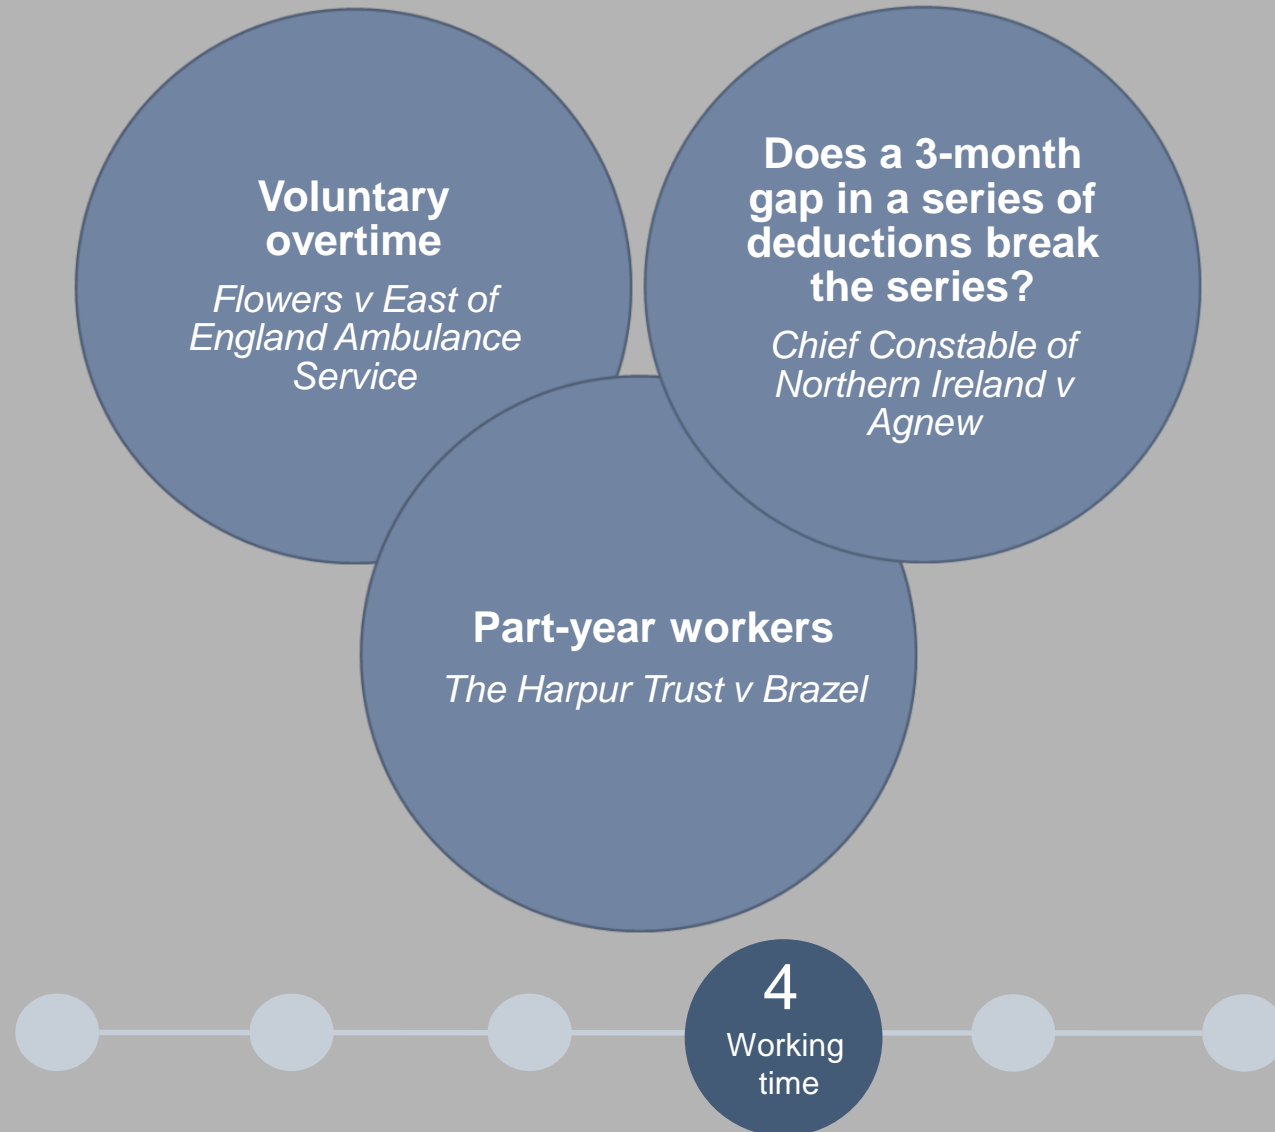 Voluntary
overtime
Flowers v East of
England Ambulance
Service
Does a 3-month
gap in a series of
deductions break
the series?
Chief Constable of
Northern Ireland v
Agnew
Part-year workers
The Harpur Trust v Brazel
4
Working
time